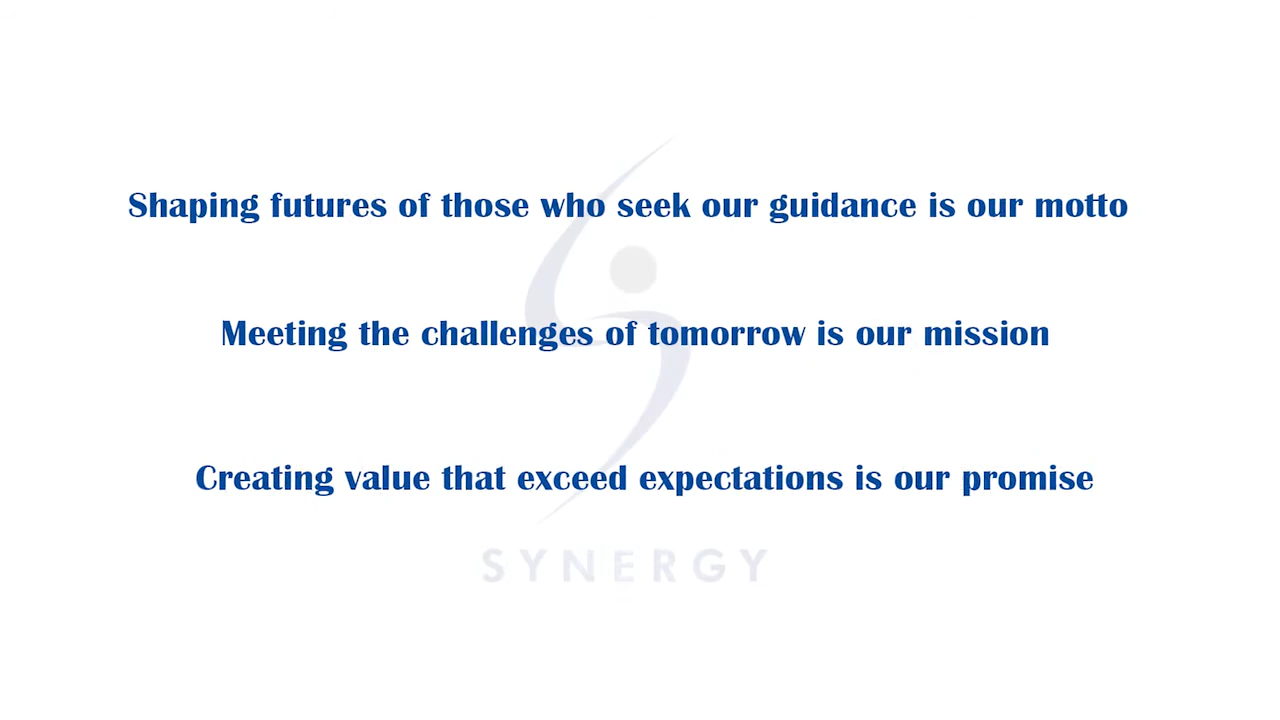 Shaping futures of those who seek our guidance is our motto
Meeting the challenges of tomorrow is our mission
Creating value that exceed expectations is our promise
SYNERGY